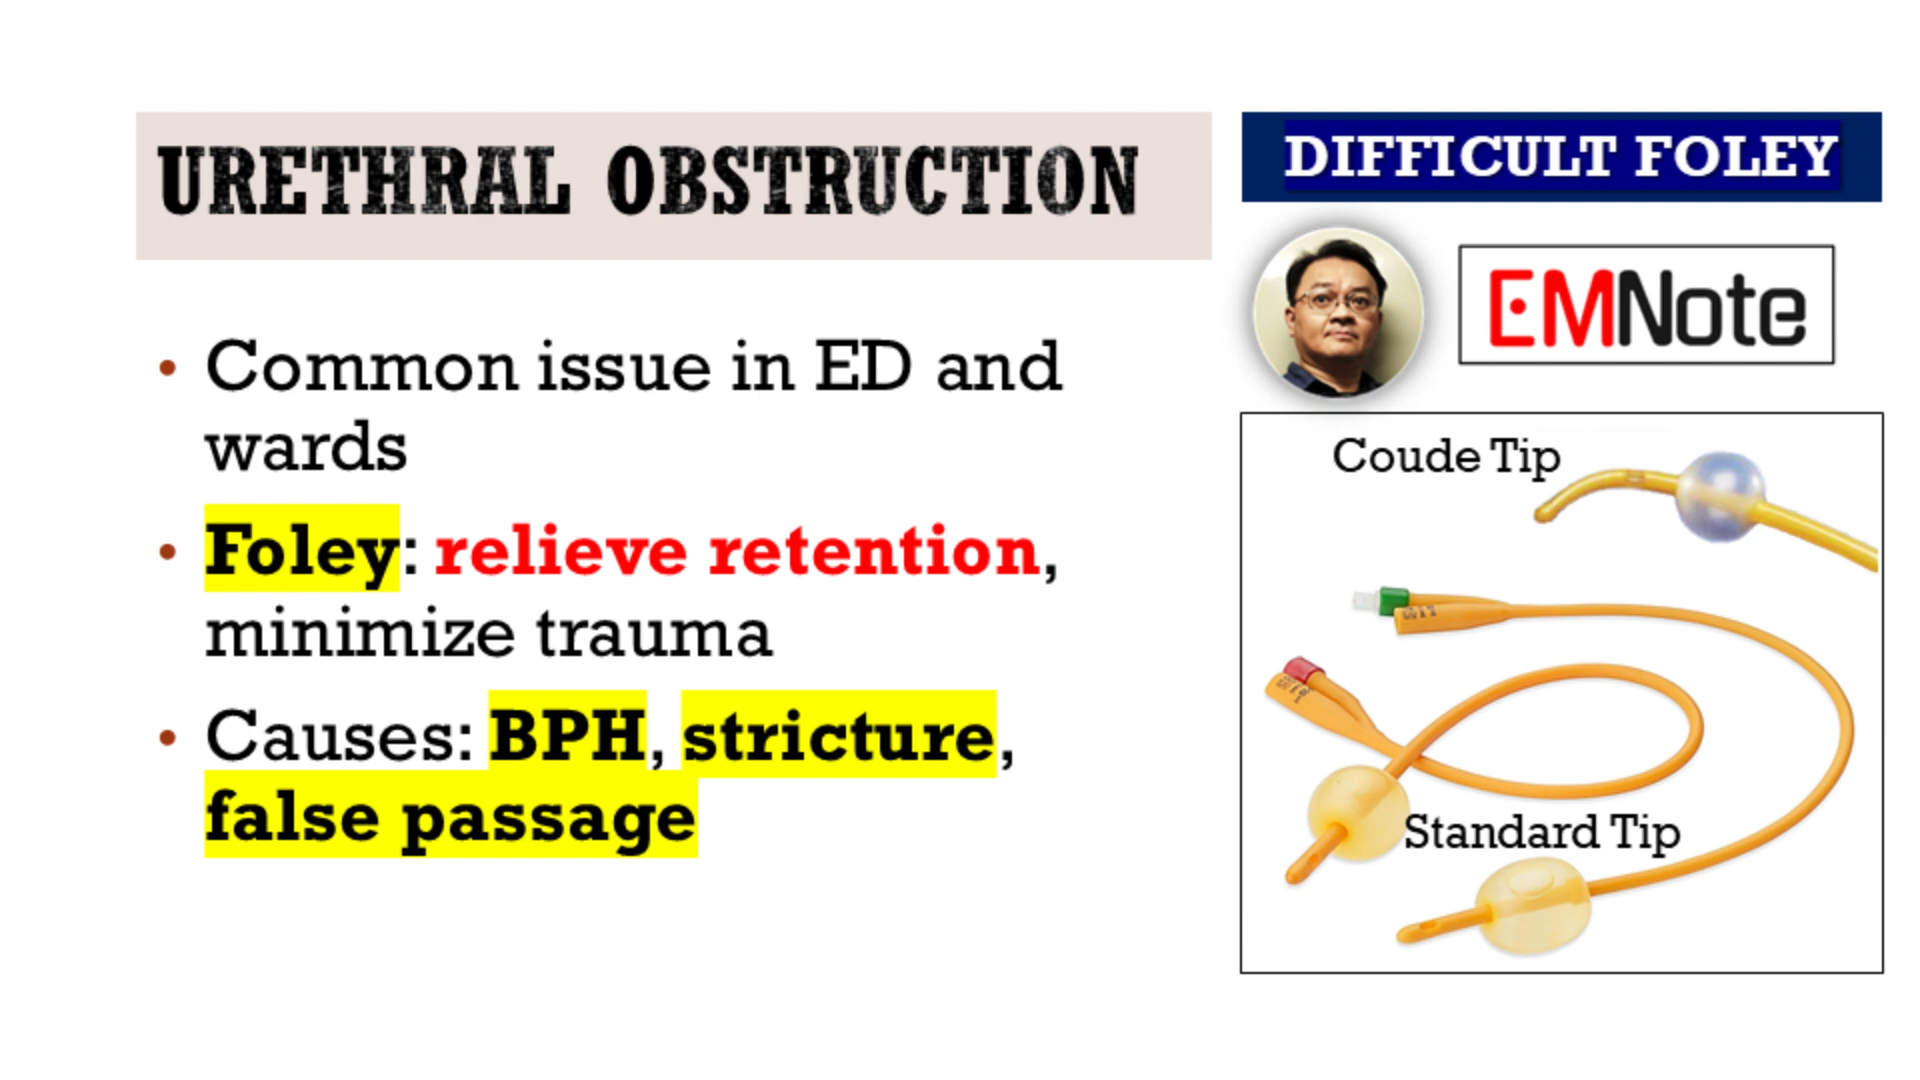 URETHRAL OBSTRUCTION
• Common issue in ED and
wards
• Foley: relieve retention,
minimize trauma
• Causes: BPH, stricture,
false passage
DIFFICULT FOLEY
EMNote
Coude Tip
Standard Tip